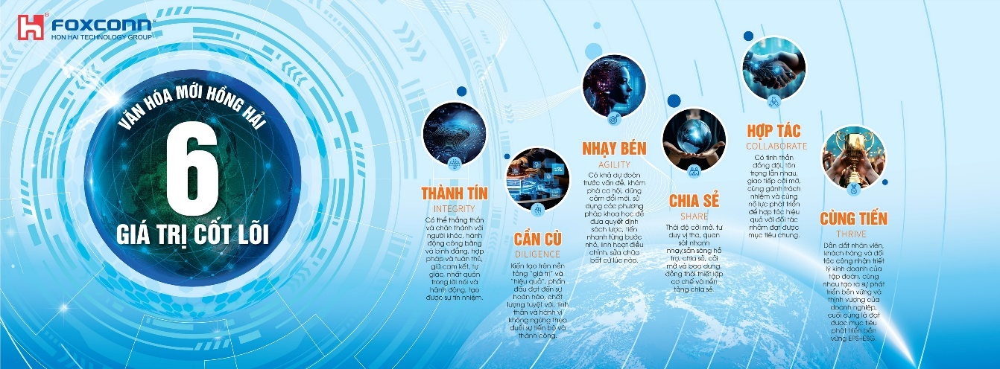 FOXCONN
HON HAI TECHNOLOGY GROUP
VĂN HÓA MỚI HỒNG HẢI
6
GIÁ TRỊ CỐT LÕI
THÀNH TÍN
INTEGRITY
Có thể thẳng thắn
và chân thành với
người khác, hành
động công bằng
và bình đẳng, hợp
pháp và tuân thủ,
giữ cam kết, tự
giác, nhất quán
trong lời nói và
hành động, tạo
được sự tín nhiệm.
CẦN CÙ
DILIGENCE
Kiến tạo trên nền
tảng "giá trị" và
"hiệu quả", phấn
đấu đạt đến sự
hoàn hảo, chất
lượng tuyệt vời, tinh
thần và hành vi
không ngừng theo
đuổi sự tiến bộ và
thành công.
NHẠY BÉN
AGILITY
Có khả dự đoán
trước vấn đề, khám
phá cơ hội, dũng
cảm đổi mới, sử
dụng các phương
pháp khoa học để
đưa quyết định
sách lược, tiến
nhanh từng bước
nhỏ, linh hoạt điều
chỉnh, sửa chữa
bất cứ lúc nào.
CHIA SẺ
SHARE
Thái độ cởi mở, tư
duy vị tha, quan
sát nhanh
nhạy,sẵn sàng hỗ
trợ, chia sẻ, cởi
mở và bao dung,
đồng thời thiết lập
cơ chế và nền
tảng chia sẻ.
HỢP TÁC
COLLABORATE
Có tinh thần
đồng đội, tôn
trọng lẫn nhau,
giao tiếp cởi mở,
cùng gánh trách
nhiệm và cùng
nỗ lực phát triển
để hợp tác hiệu
quả với đối tác
nhằm đạt được
mục tiêu chung.
CÙNG TIẾN
THRIVE
Dẫn dắt nhân viên,
khách hàng và đối
tác công nhận triết
lý kinh doanh của
tập đoàn, cùng
nhau tạo ra sự phát
triển bền vững và
thịnh vượng của
doanh nghiệp,
cuối cùng là đạt
được mục tiêu
phát triển bền
vững EPS+ESG.